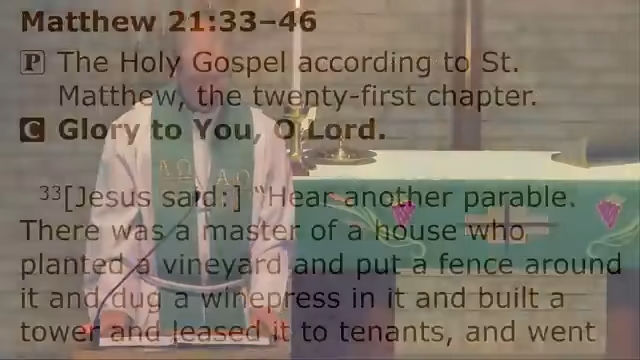 Matthew 21:33–46
P The Holy Gospel according to St.
Matthew, the twenty-first chapter.
C Glory to You, O Lord.
33[Jesus said:] “Hear another parable.
There was a master of a house who
planted a vineyard and put a fence around
it and dug a winepress in it and built a
tower and leased it to tenants, and went
ΑΩ ΑΩ